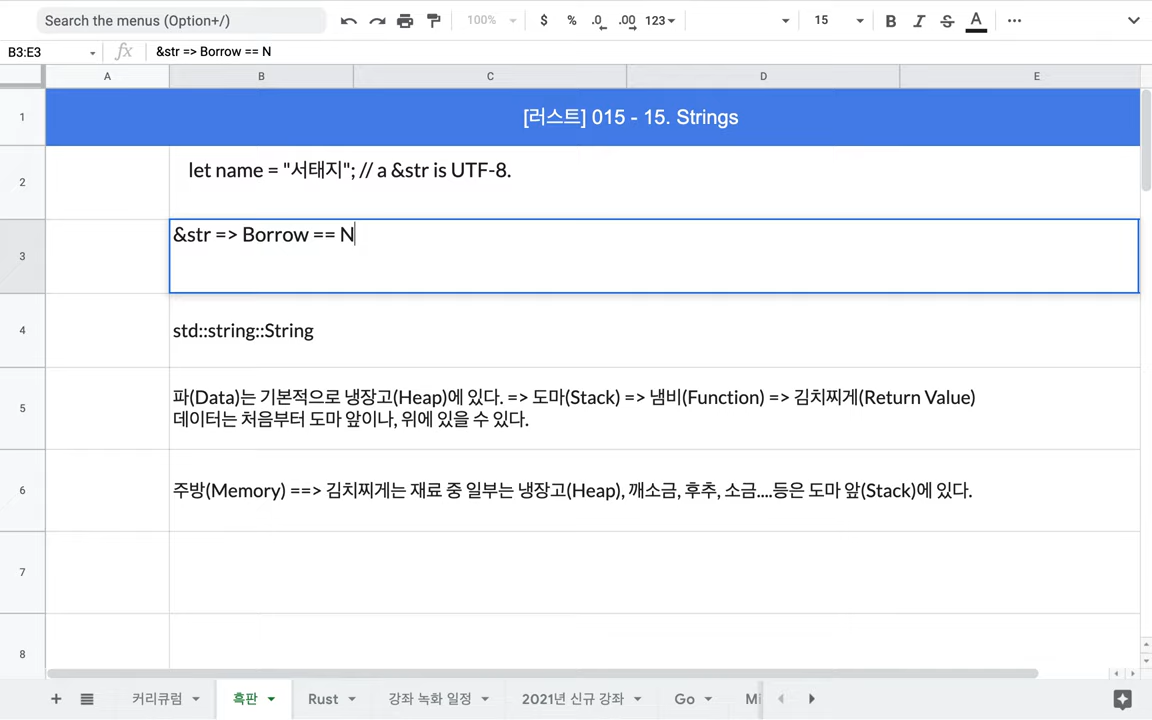 Search the menus (Option+/)
100%
$
%
.0
.00
123
15
B
I
S
A
B3:E3
fx
&str => Borrow == N
A
B
C
D
E
1
[러스트] 015 - 15. Strings
2
let name = "서태지"; // a &str is UTF-8.
3
&str => Borrow == N
4
std::string::String
5
파(Data)는 기본적으로 냉장고(Heap)에 있다. => 도마(Stack) => 냄비(Function) => 김치찌게(Return Value)
데이터는 처음부터 도마 앞이나, 위에 있을 수 있다.
6
주방(Memory) ==> 김치찌게는 재료 중 일부는 냉장고(Heap), 깨소금, 후추, 소금....등은 도마 앞(Stack)에 있다.
7
8
커리큘럼
흑판
Rust
강좌 녹화 일정
2021년 신규 강좌
Go
Mi